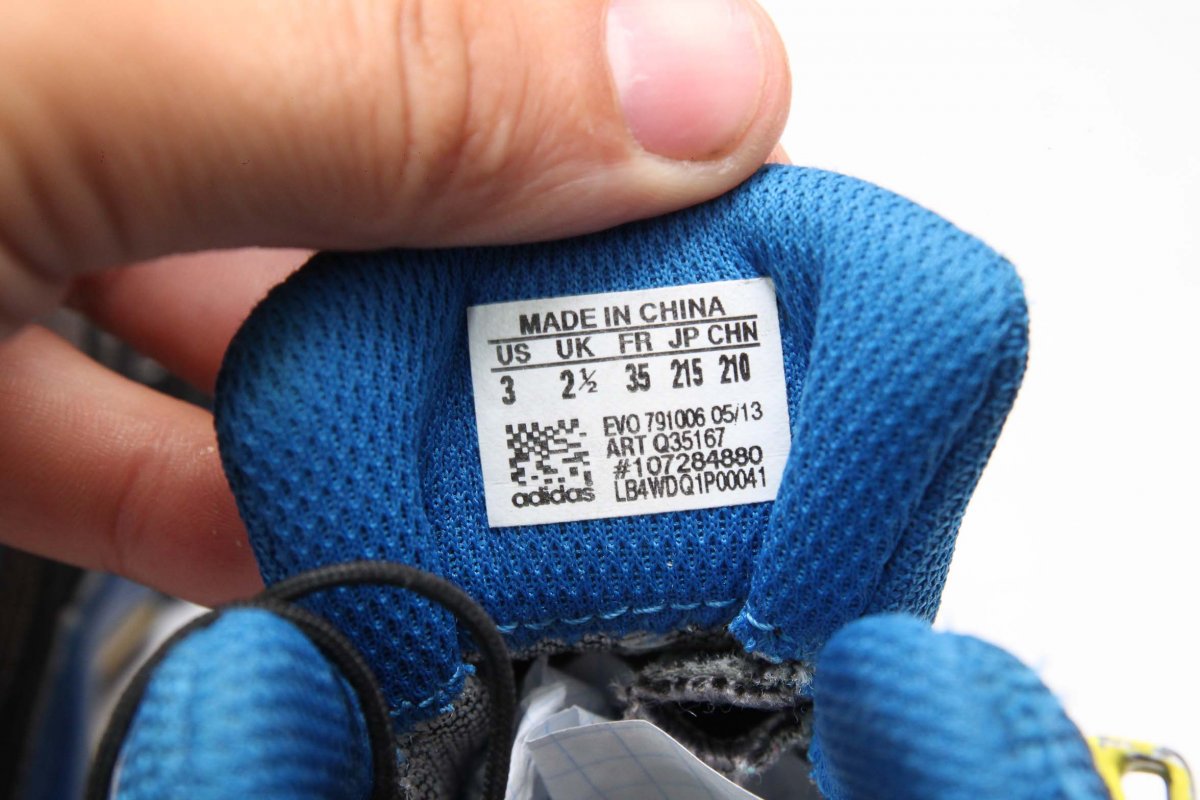 MADE IN CHINA
US UK FR JP CHN
3 2½ 35 215 210
EVO 791006 05/13
ART Q35167
#107284880
LB4WDQ1P00041
adidas